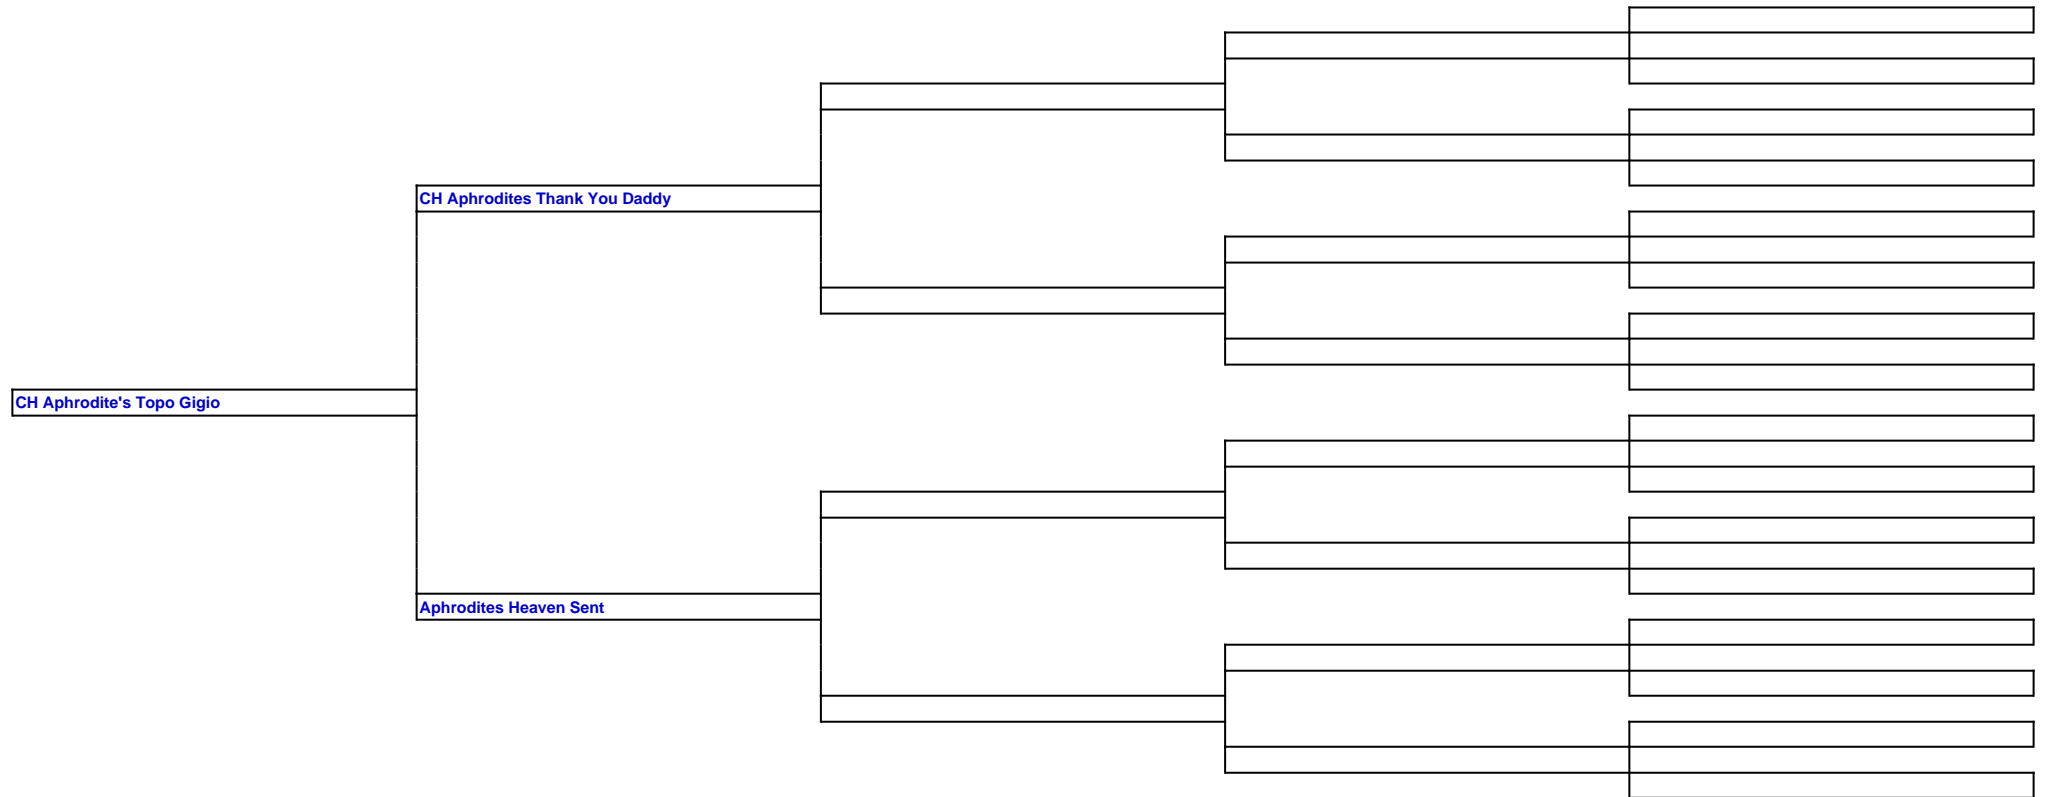 CH Aphrodites Thank You Daddy
CH Aphrodite's Topo Gigio
Aphrodites Heaven Sent